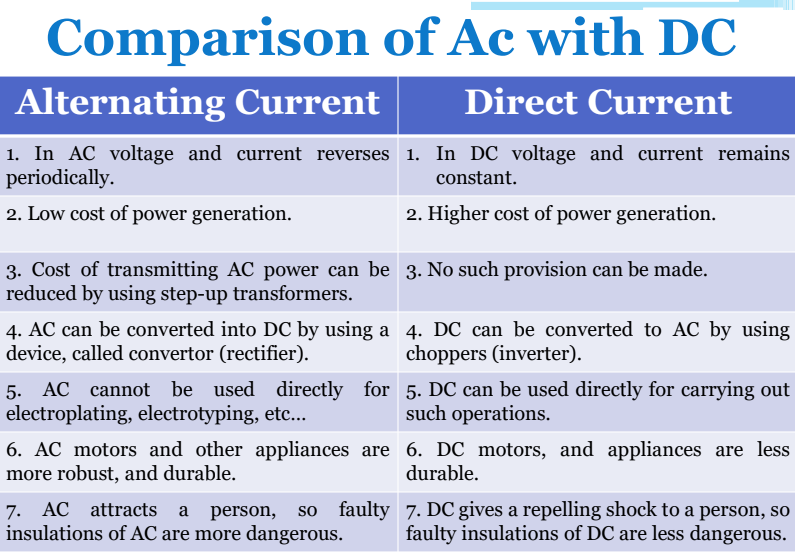 Comparison of Ac with DC
Alternating Current
Direct Current
1. In AC voltage and current reverses
periodically.
1. In DC voltage and current remains
constant.
2. Low cost of power generation.
2. Higher cost of power generation.
3. Cost of transmitting AC power can be
reduced by using step-up transformers.
3. No such provision can be made.
4. AC can be converted into DC by using a
device, called convertor (rectifier).
4. DC can be converted to AC by using
choppers (inverter).
5. AC cannot be used directly for
electroplating, electrotyping, etc...
5. DC can be used directly for carrying out
such operations.
6. AC motors and other appliances are
more robust, and durable.
6. DC motors, and appliances are less
durable.
7. AC attracts a person, so faulty
insulations of AC are more dangerous.
7. DC gives a repelling shock to a person, so
faulty insulations of DC are less dangerous.